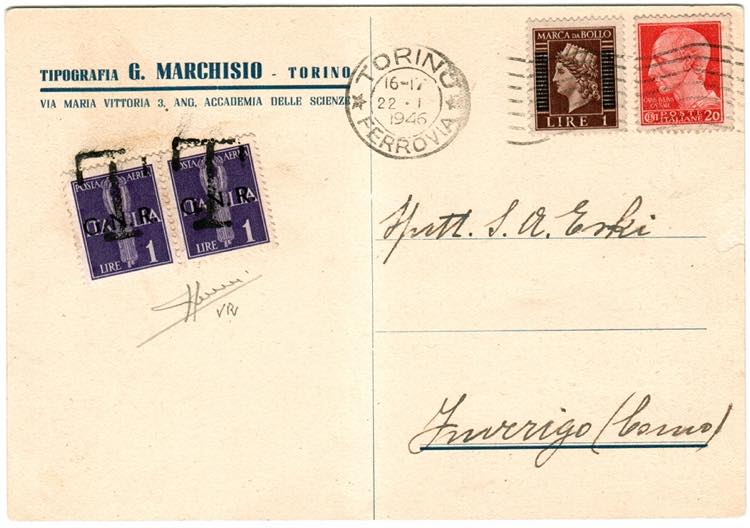 TIPOGRAFIA G. MARCHISIO - TORINO
VIA MARIA VITTORIA 3, ANG. ACCADEMIA DELLE SCIENZE
TORINO
16-17
22 · 1
1946
FERROVIA
MARCA DA BOLLO
LIRE 1
POSTE
ITALIANE
CENT
20
T
T
POSTA AEREA
C.N.P.
LIRE 1
POSTA AEREA
C.N.P.
LIRE 1
VR
Spett. S. A. Erki
Inverigo (Como)